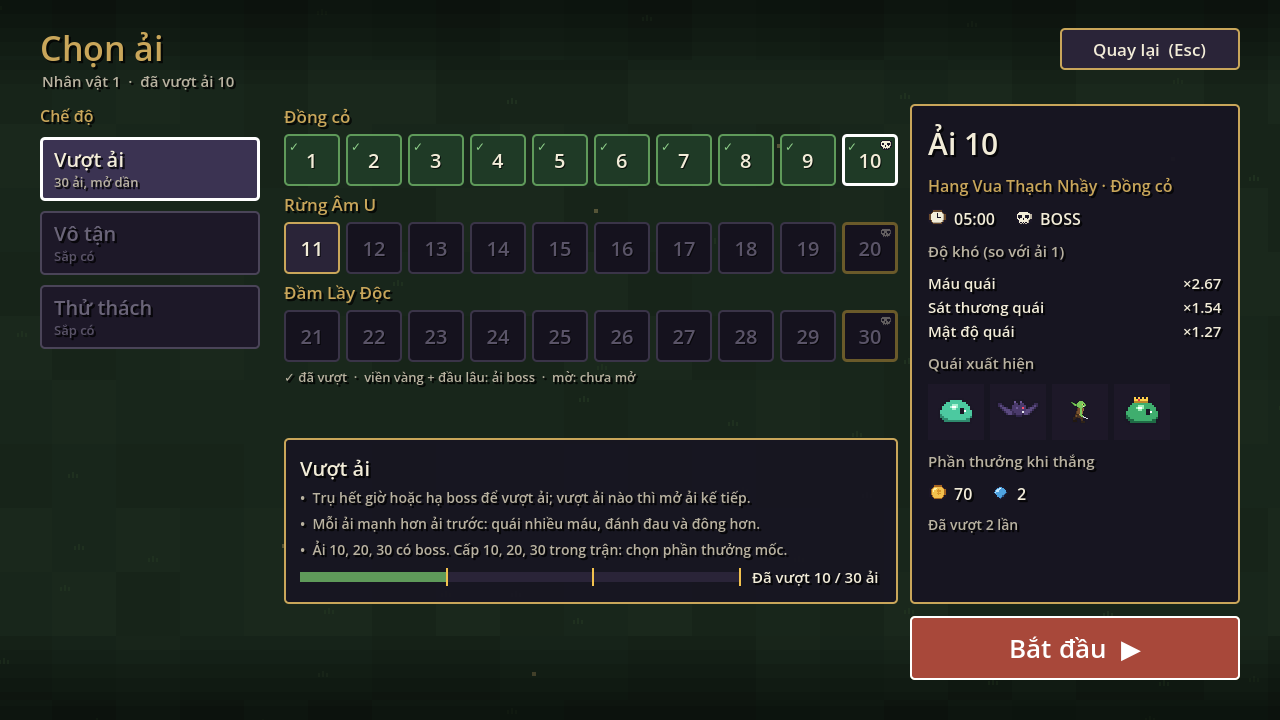 Chọn ải
Nhân vật 1 · đã vượt ải 10
Quay lại (Esc)
Chế độ
Vượt ải
30 ải, mở dần
Vô tận
Sắp có
Thử thách
Sắp có
Đồng cỏ
✓ 1 ✓ 2 ✓ 3 ✓ 4 ✓ 5 ✓ 6 ✓ 7 ✓ 8 ✓ 9 ✓ 10
Rừng Âm U
11 12 13 14 15 16 17 18 19 20
Đầm Lầy Độc
21 22 23 24 25 26 27 28 29 30
✓ đã vượt · viền vàng + đầu lâu: ải boss · mờ: chưa mở
Vượt ải
• Trụ hết giờ hoặc hạ boss để vượt ải; vượt ải nào thì mở ải kế tiếp.
• Mỗi ải mạnh hơn ải trước: quái nhiều máu, đánh đau và đông hơn.
• Ải 10, 20, 30 có boss. Cấp 10, 20, 30 trong trận: chọn phần thưởng mốc.
Đã vượt 10 / 30 ải
Ải 10
Hang Vua Thạch Nhầy · Đồng cỏ
05:00 BOSS
Độ khó (so với ải 1)
Máu quái ×2.67
Sát thương quái ×1.54
Mật độ quái ×1.27
Quái xuất hiện
Phần thưởng khi thắng
70 2
Đã vượt 2 lần
Bắt đầu ▶